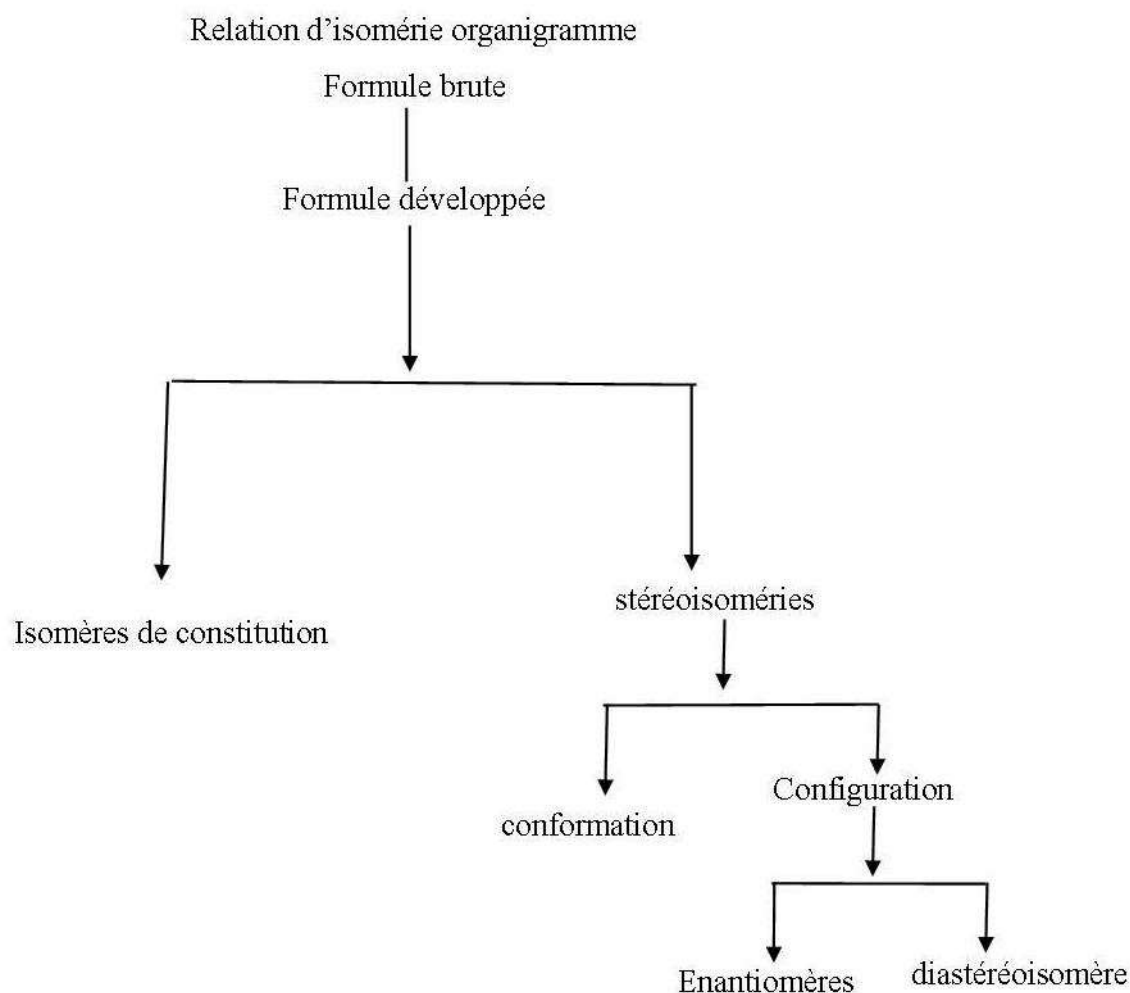 Relation d’isomérie organigramme
Formule brute
Formule développée
Isomères de constitution
stéréoisoméries
conformation
Configuration
Enantiomères
diastéréoisomère